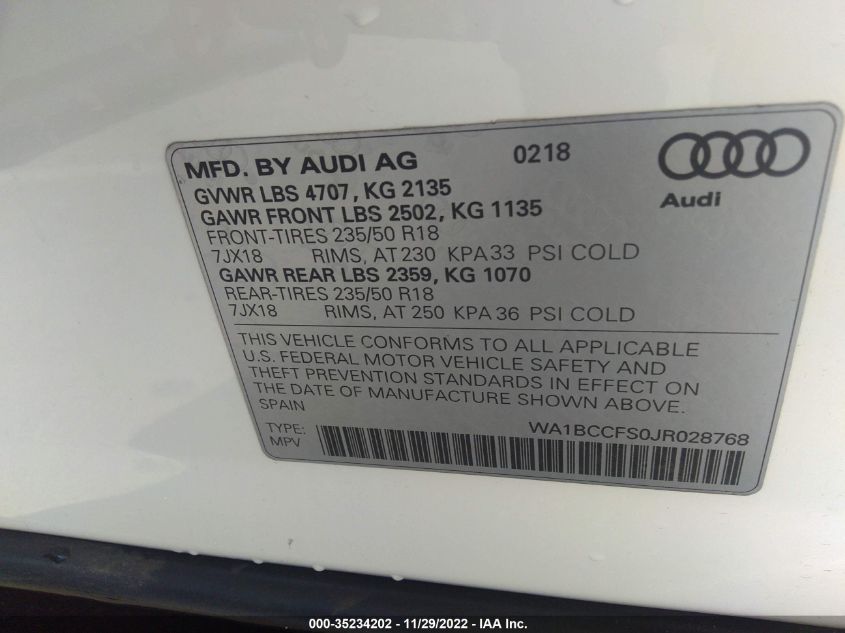 MFD. BY AUDI AG 0218
GVWR LBS 4707, KG 2135
GAWR FRONT LBS 2502, KG 1135
FRONT-TIRES 235/50 R18
7JX18 RIMS, AT 230 KPA 33 PSI COLD
GAWR REAR LBS 2359, KG 1070
REAR-TIRES 235/50 R18
7JX18 RIMS, AT 250 KPA 36 PSI COLD
Audi
THIS VEHICLE CONFORMS TO ALL APPLICABLE
U.S. FEDERAL MOTOR VEHICLE SAFETY AND
THEFT PREVENTION STANDARDS IN EFFECT ON
THE DATE OF MANUFACTURE SHOWN ABOVE.
SPAIN
TYPE: WA1BCCFS0JR028768
MPV
000-35234202 - 11/29/2022 - IAA Inc.